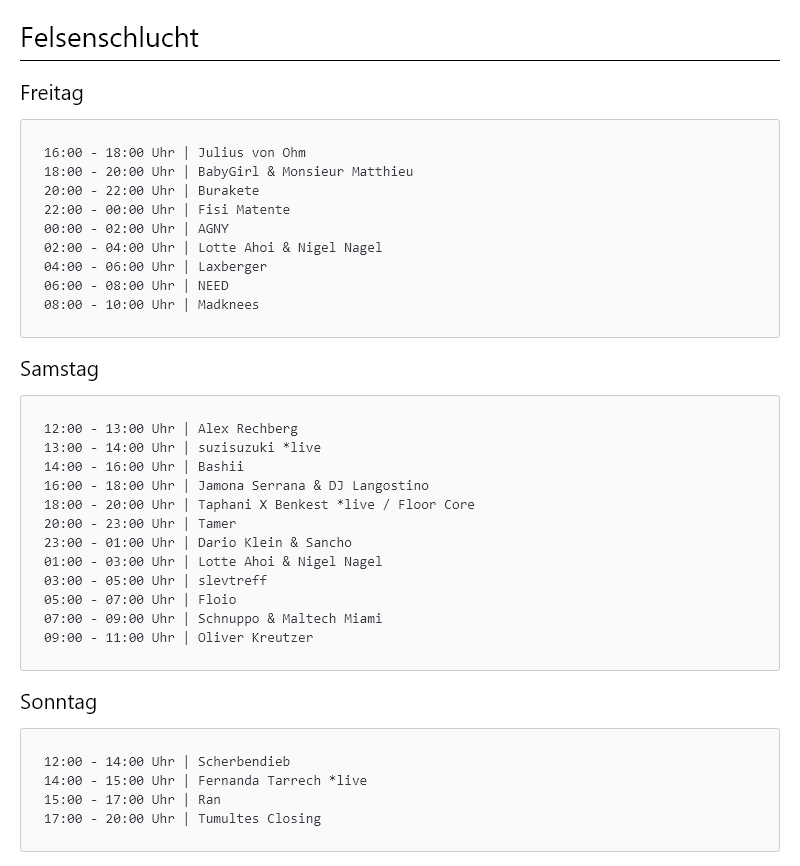 Felsenschlucht
Freitag
16:00 - 18:00 Uhr | Julius von Ohm
18:00 - 20:00 Uhr | BabyGirl & Monsieur Matthieu
20:00 - 22:00 Uhr | Burakete
22:00 - 00:00 Uhr | Fisi Matente
00:00 - 02:00 Uhr | AGNY
02:00 - 04:00 Uhr | Lotte Ahoi & Nigel Nagel
04:00 - 06:00 Uhr | Laxberger
06:00 - 08:00 Uhr | NEED
08:00 - 10:00 Uhr | Madknees
Samstag
12:00 - 13:00 Uhr | Alex Rechberg
13:00 - 14:00 Uhr | suzisuzuki *live
14:00 - 16:00 Uhr | Bashii
16:00 - 18:00 Uhr | Jamona Serrana & DJ Langostino
18:00 - 20:00 Uhr | Taphani X Benkest *live / Floor Core
20:00 - 23:00 Uhr | Tamer
23:00 - 01:00 Uhr | Dario Klein & Sancho
01:00 - 03:00 Uhr | Lotte Ahoi & Nigel Nagel
03:00 - 05:00 Uhr | slevtreff
05:00 - 07:00 Uhr | Floio
07:00 - 09:00 Uhr | Schnuppo & Maltech Miami
09:00 - 11:00 Uhr | Oliver Kreutzer
Sonntag
12:00 - 14:00 Uhr | Scherbendieb
14:00 - 15:00 Uhr | Fernanda Tarrech *live
15:00 - 17:00 Uhr | Ran
17:00 - 20:00 Uhr | Tumultes Closing